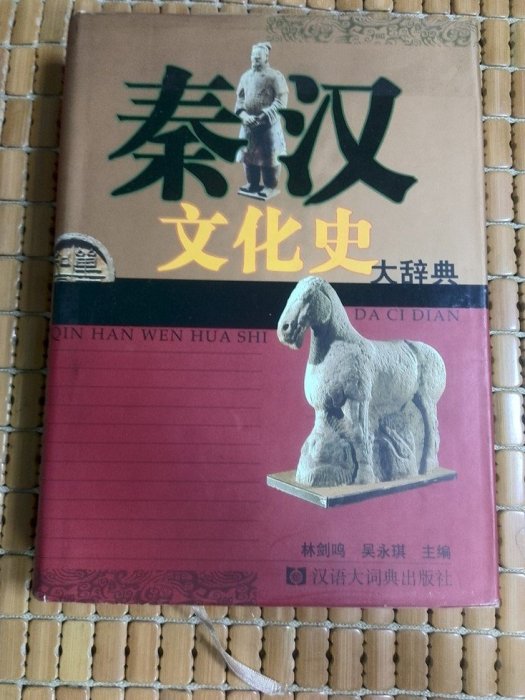 秦汉
文化史
大辞典
DA CI DIAN
QIN HAN WEN HUA SHI
林剑鸣 吴永琪 主编
汉语大词典出版社